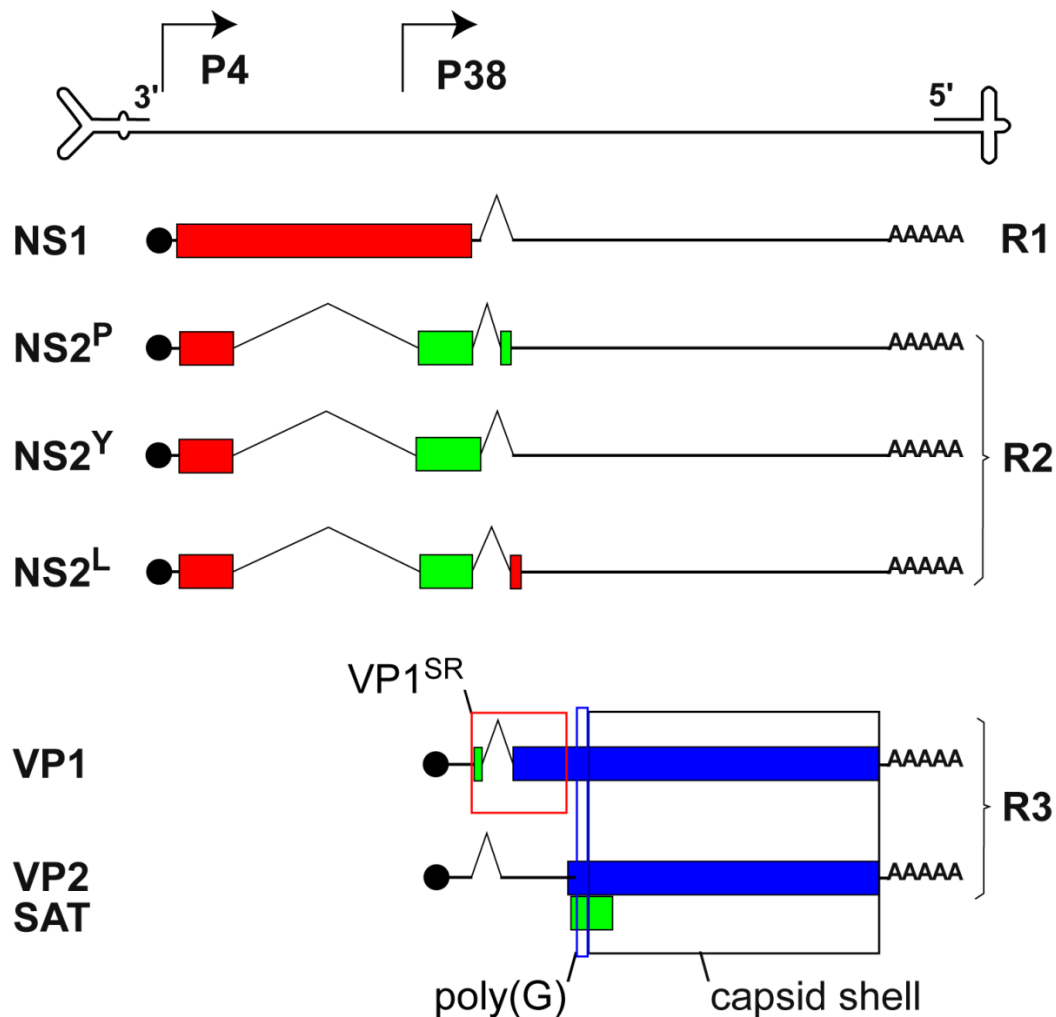 P4 P38
3' 5'
NS1 AAAAA R1
NS2P AAAAA
NS2Y AAAAA R2
NS2L AAAAA
VP1SR
VP1 AAAAA
R3
VP2 AAAAA
SAT
poly(G) capsid shell